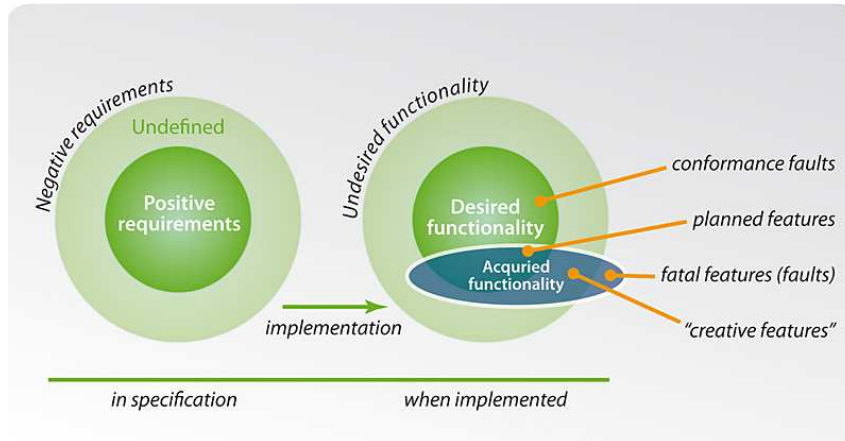 Negative requirements
Undefined
Positive
requirements
implementation
Undesired functionality
Desired
functionality
Acquried
functionality
conformance faults
planned features
fatal features (faults)
“creative features”
in specification
when implemented